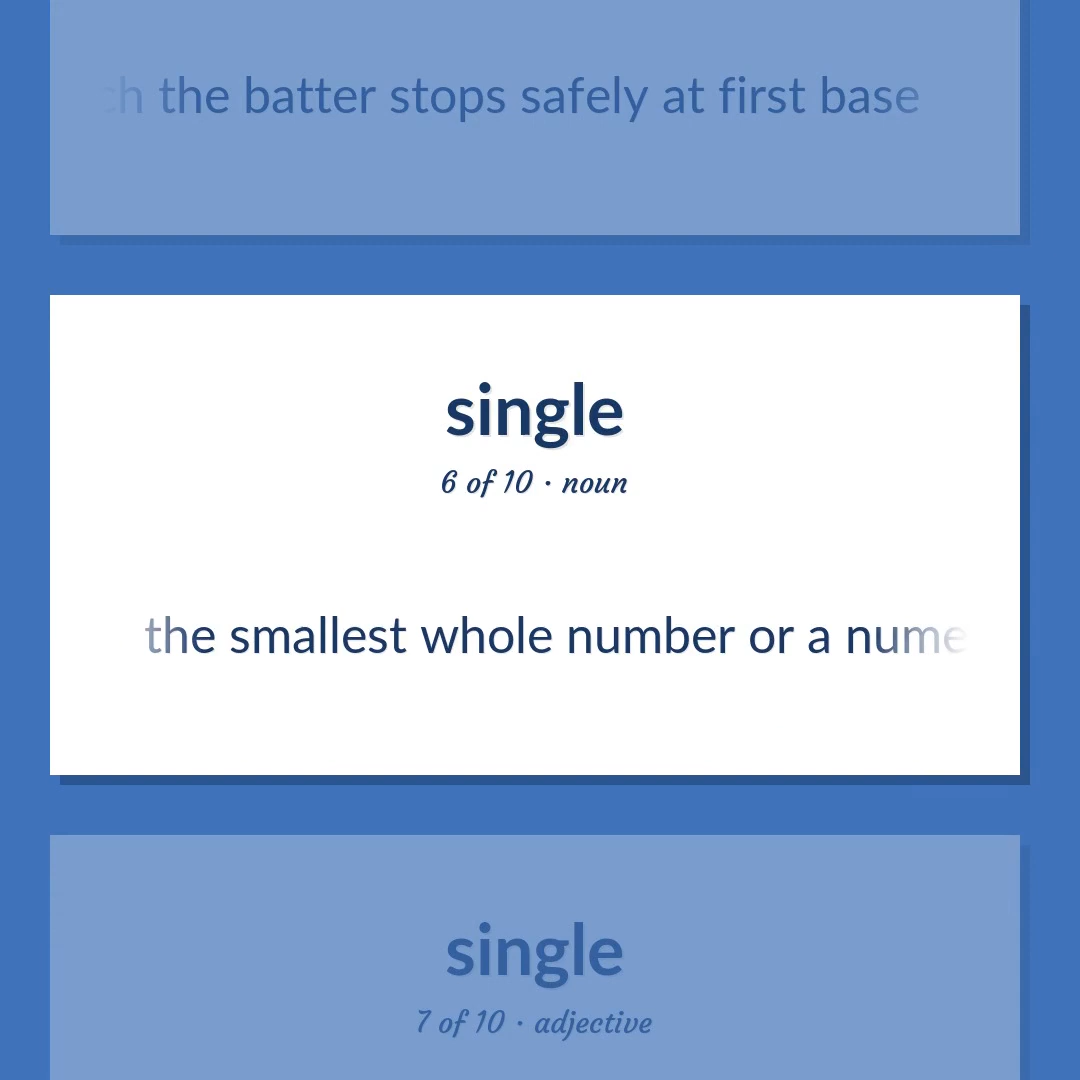 the batter stops safely at first base
single
6 of 10 · noun
the smallest whole number or a
single
7 of 10 · adjective